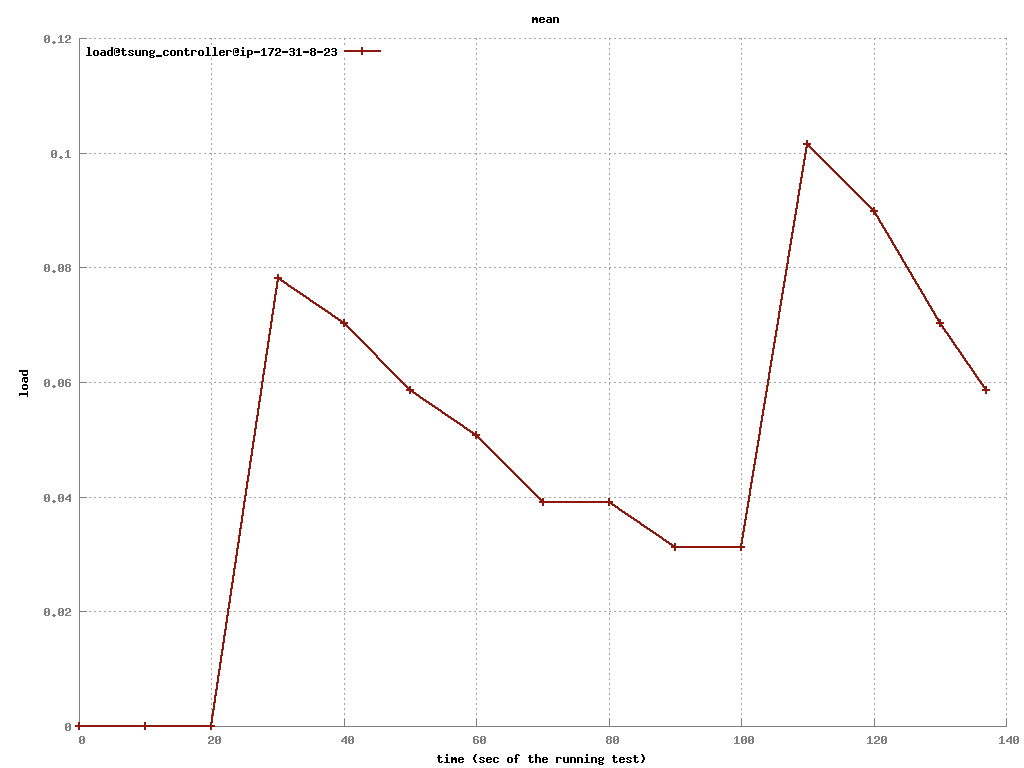 mean
0.12
load@tsung_controller@ip-172-31-8-23
0.1
0.08
0.06
load
0.04
0.02
0
0 20 40 60 80 100 120 140
time (sec of the running test)